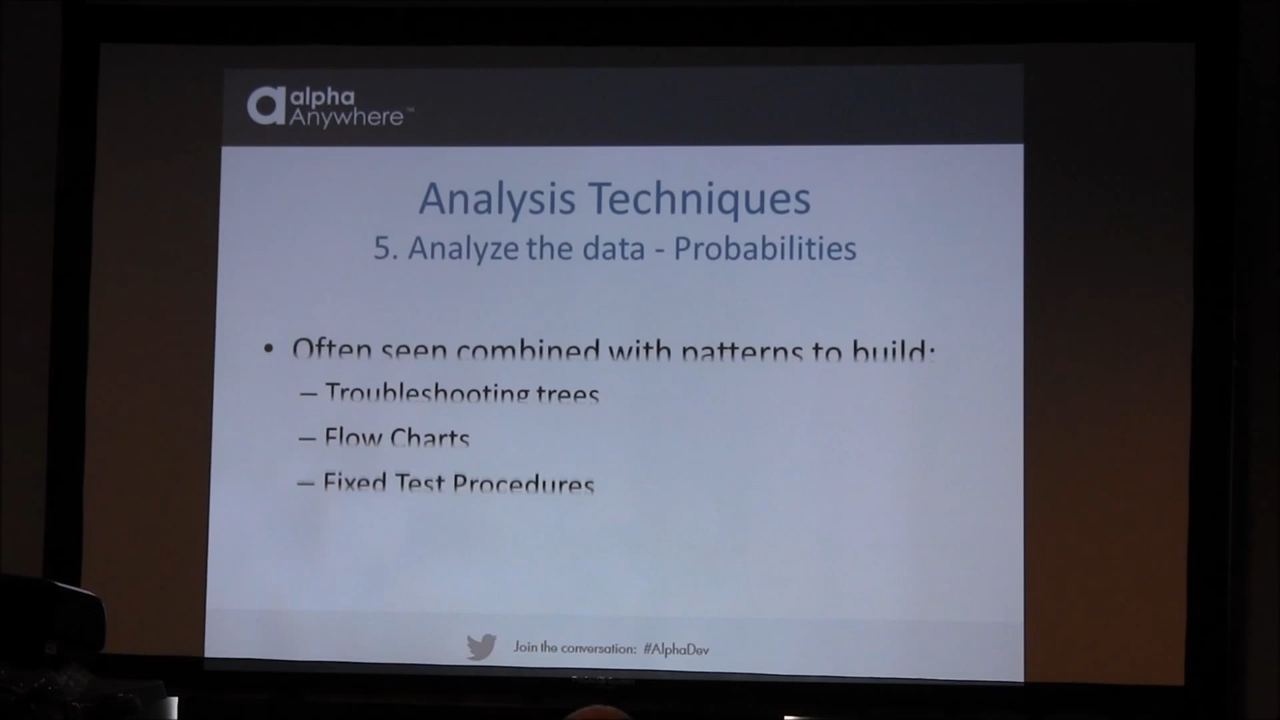 alpha
Anywhere™
Analysis Techniques
5. Analyze the data - Probabilities
• Often seen combined with patterns to build:
– Troubleshooting trees
– Flow Charts
– Fixed Test Procedures
Join the conversation: #AlphaDev